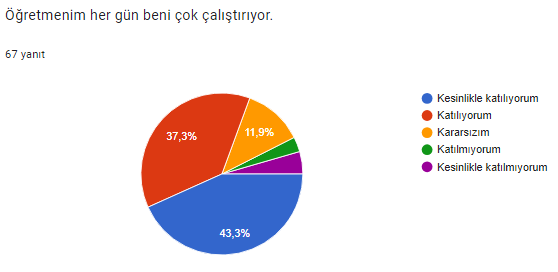 Öğretmenim her gün beni çok çalıştırıyor.
67 yanıt
Kesinlikle katılıyorum
Katılıyorum
Kararsızım
Katılmıyorum
Kesinlikle katılmıyorum
37,3%
11,9%
43,3%